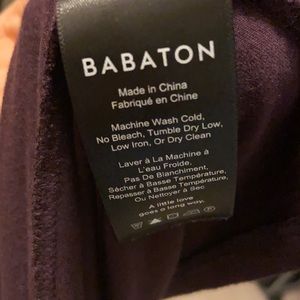 BABATON
Made in China
Fabriqué en Chine
Machine Wash Cold,
No Bleach, Tumble Dry Low,
Low Iron, Or Dry Clean
Laver à La Machine à
L'eau Froide,
Pas De Blanchiment,
Sécher à Basse Température,
Repasser à Basse Température,
Ou Nettoyer à Sec
A little love
goes a long way.